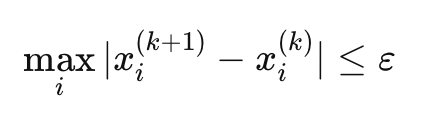 max_i |x_i^{(k+1)} − x_i^{(k)}| ≤ ε